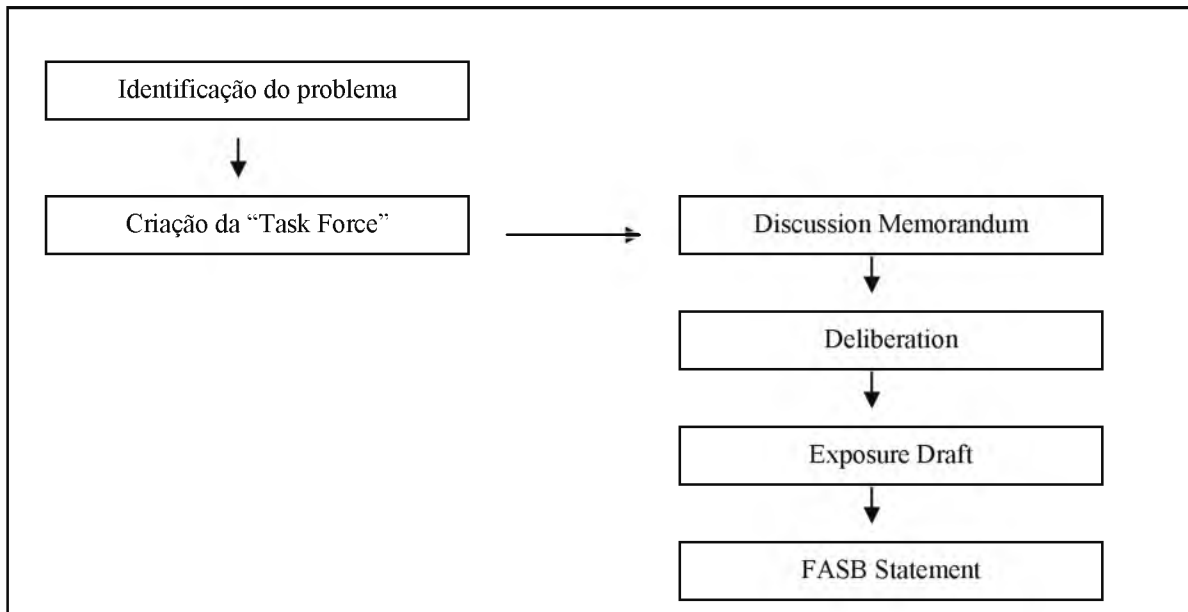 Identificação do problema
Criação da “Task Force”
Discussion Memorandum
Deliberation
Exposure Draft
FASB Statement